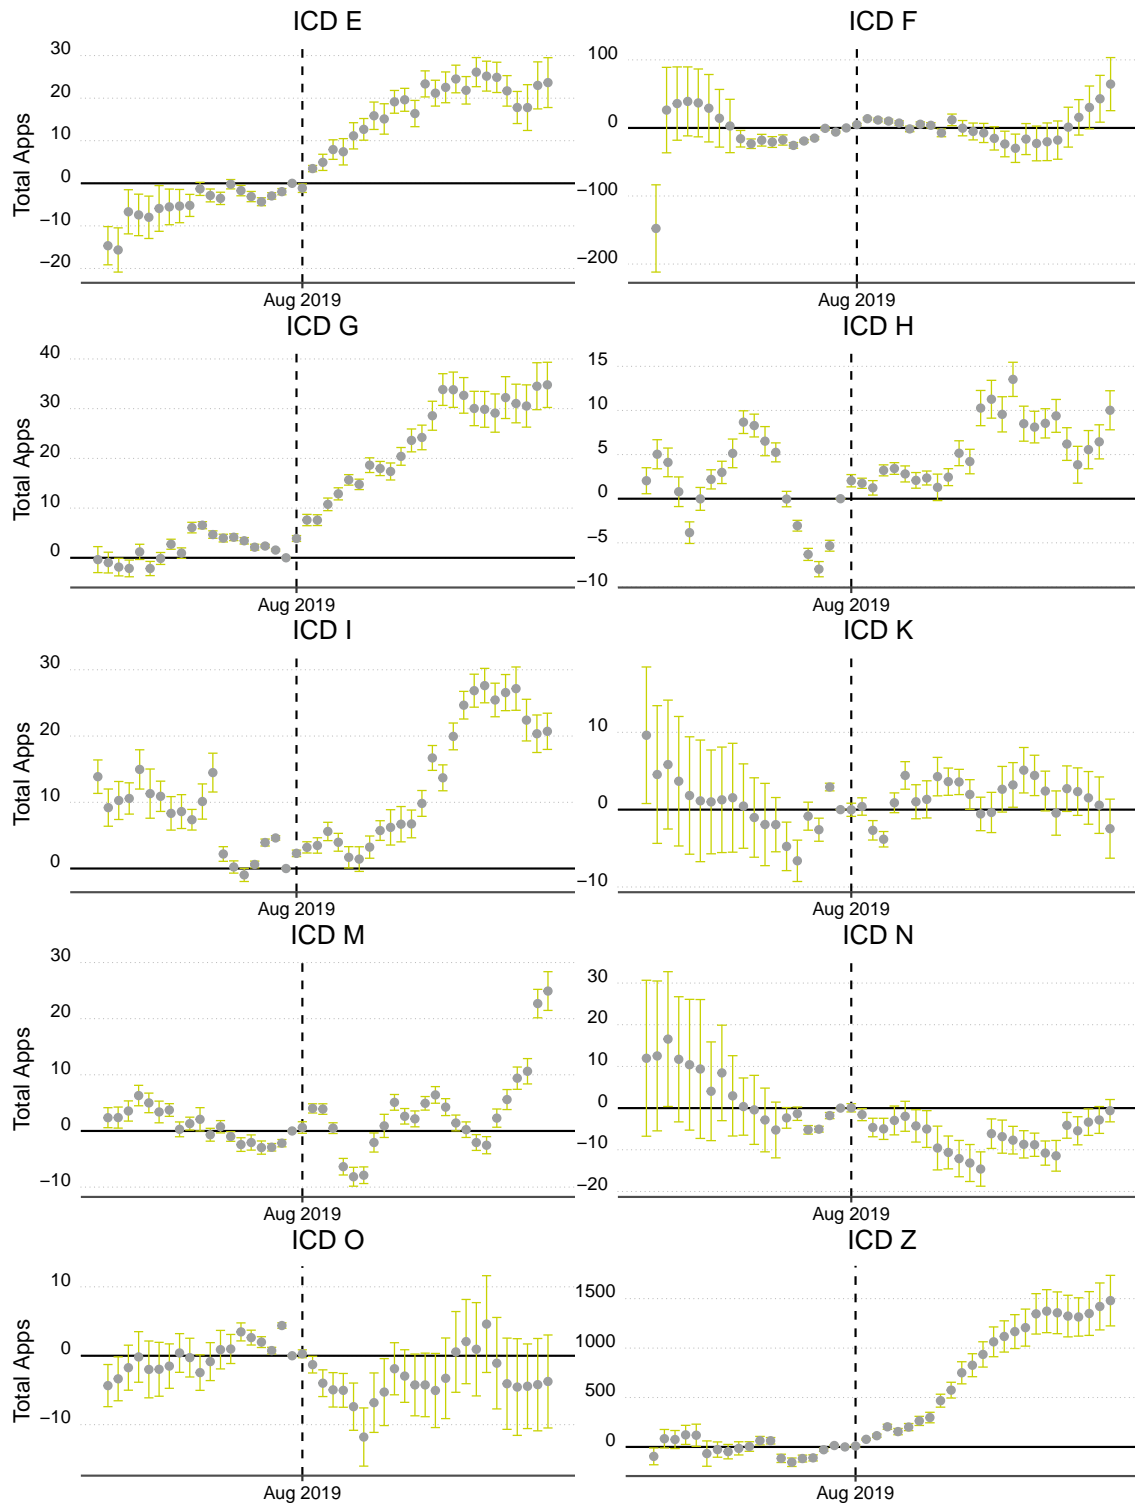 ICD E
ICD F
Total Apps
30
20
10
0
−10
−20
Aug 2019
100
0
−100
−200
Aug 2019
ICD G
ICD H
Total Apps
40
30
20
10
0
Aug 2019
15
10
5
0
−5
−10
Aug 2019
ICD I
ICD K
Total Apps
30
20
10
0
Aug 2019
10
0
−10
Aug 2019
ICD M
ICD N
Total Apps
30
20
10
0
−10
Aug 2019
30
20
10
0
−10
−20
Aug 2019
ICD O
ICD Z
Total Apps
10
0
−10
Aug 2019
1500
1000
500
0
Aug 2019